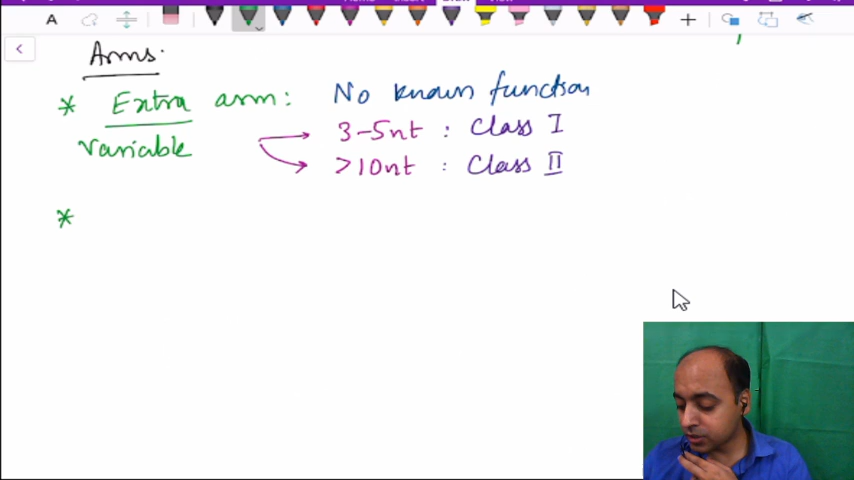 Arms.
* Extra arm: No known function
variable
3-5nt : Class I
>10nt : Class II
*